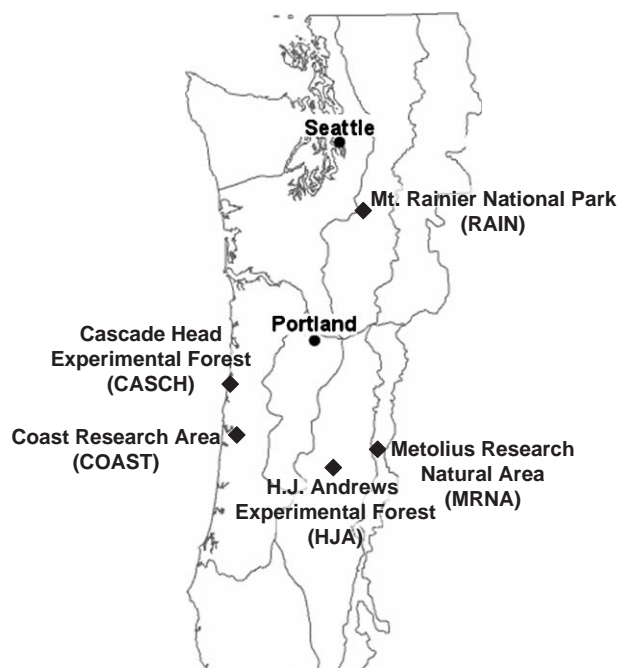 Seattle
Mt. Rainier National Park
(RAIN)
Portland
Cascade Head
Experimental Forest
(CASCH)
Coast Research Area
(COAST)
Metolius Research
Natural Area
(MRNA)
H.J. Andrews
Experimental Forest
(HJA)